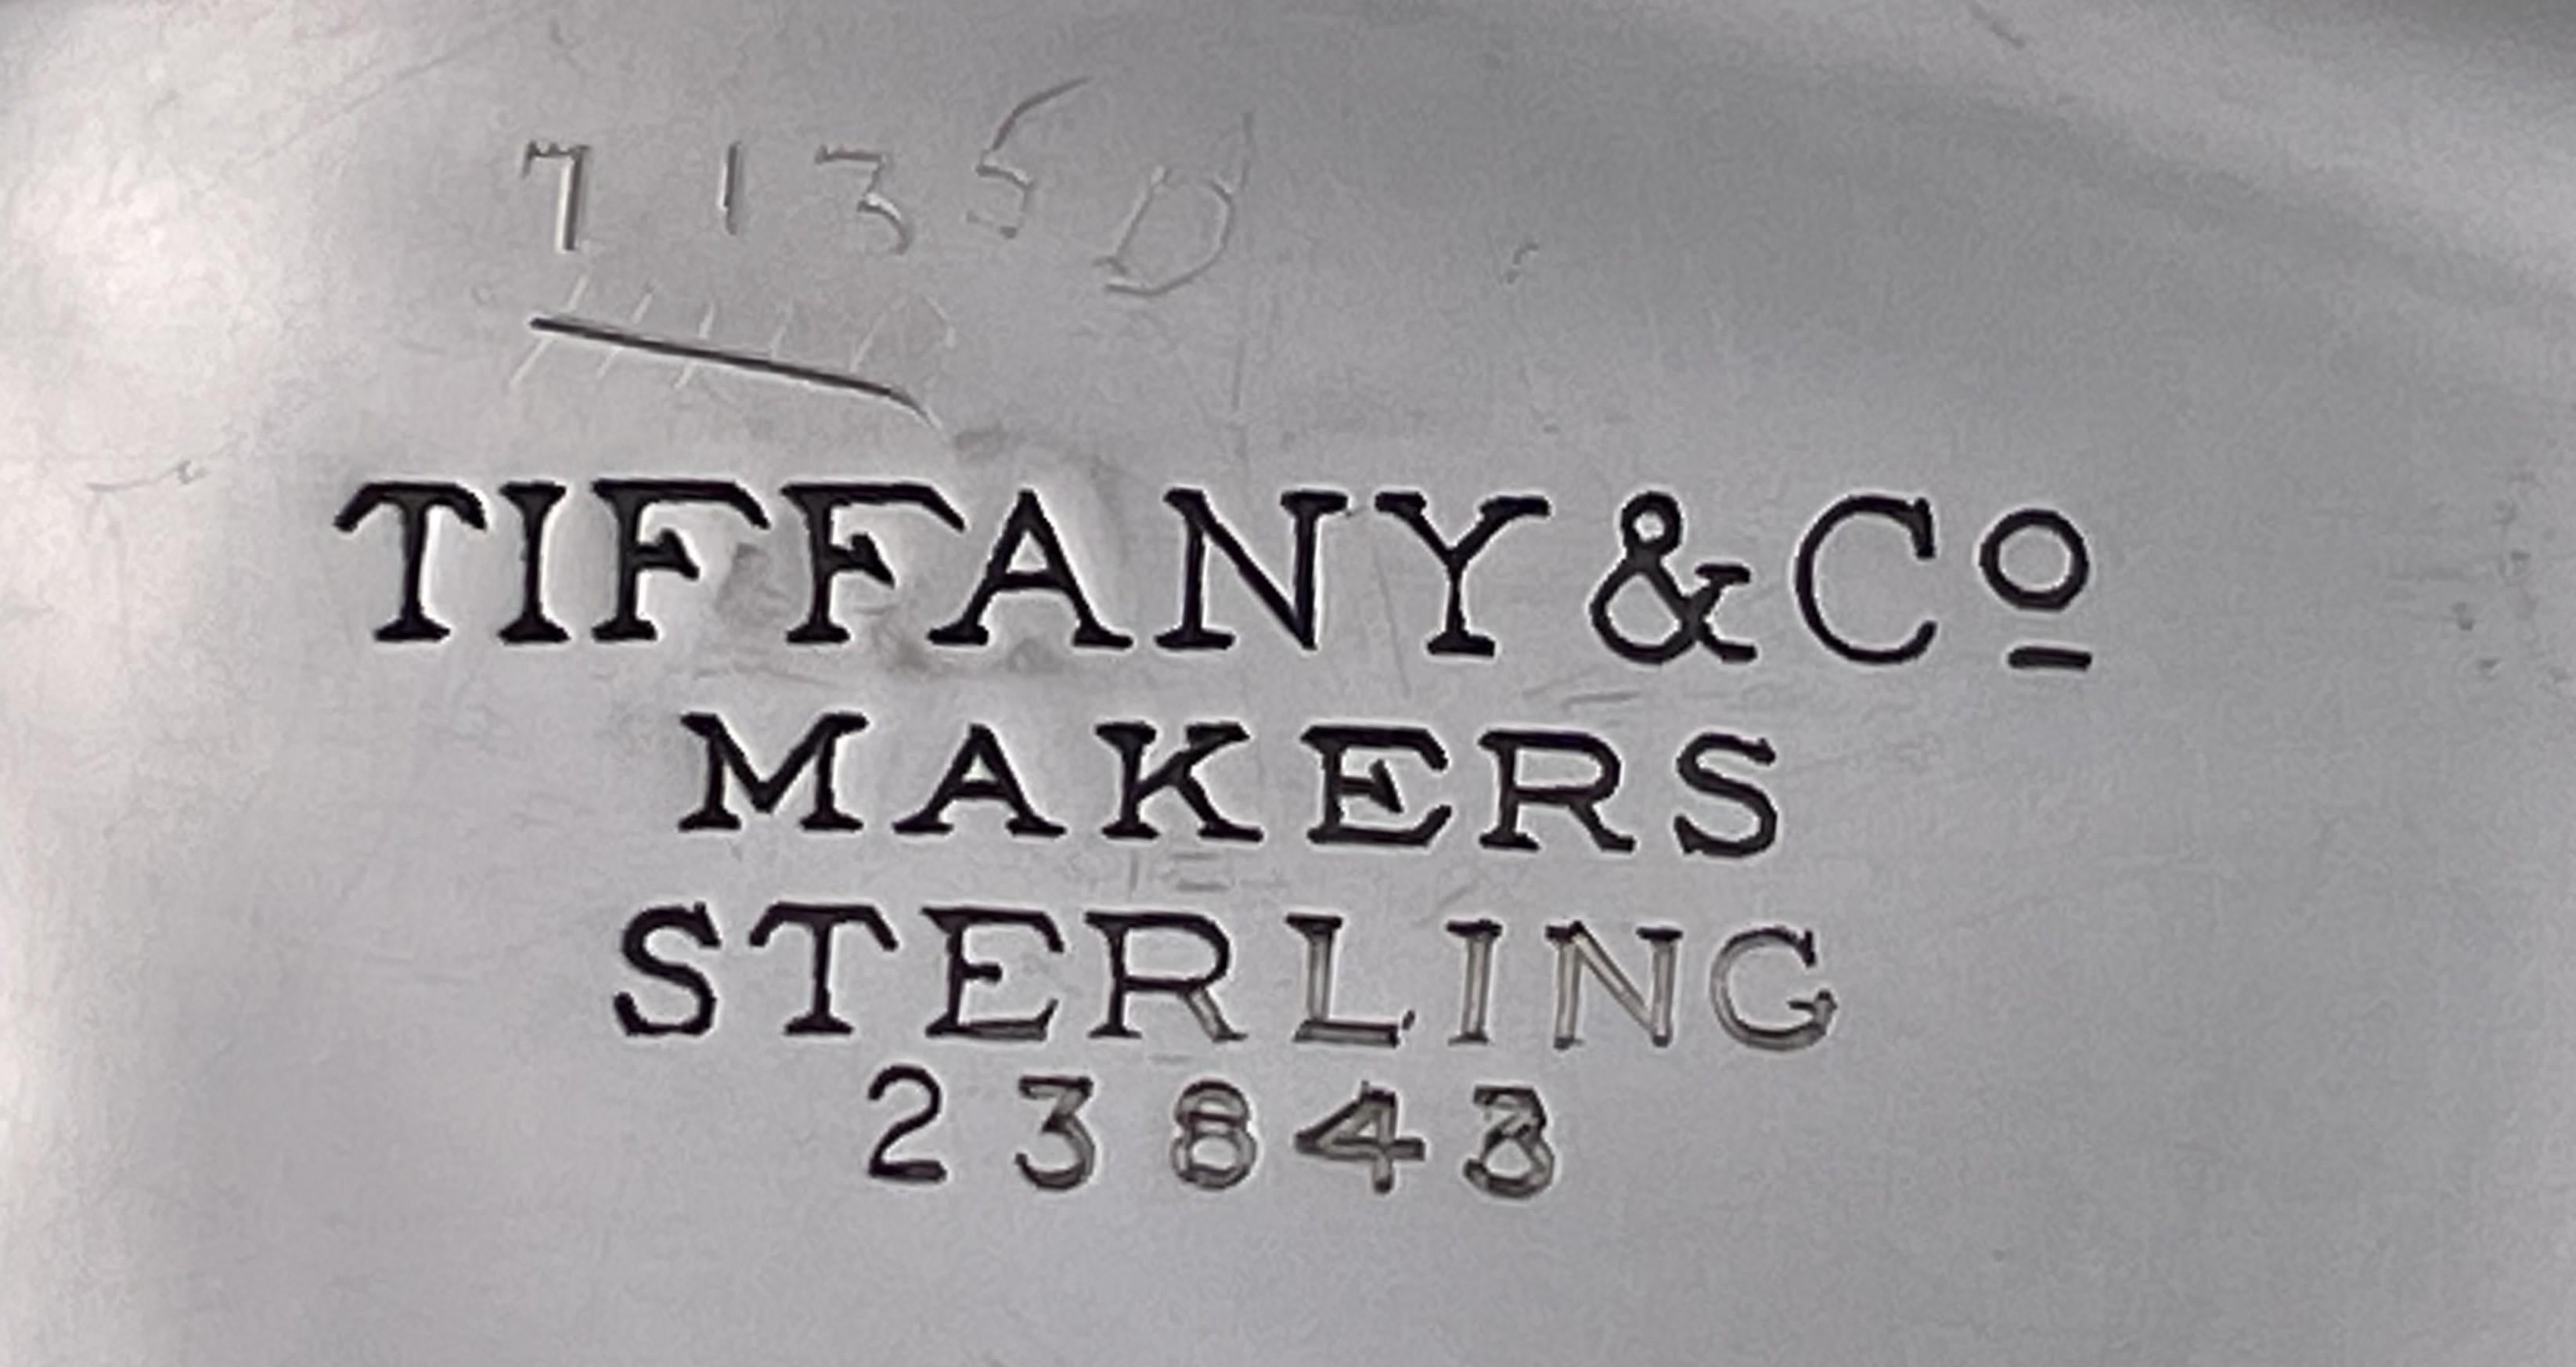 7135D
TIFFANY & Cº
MAKERS
STERLING
23843